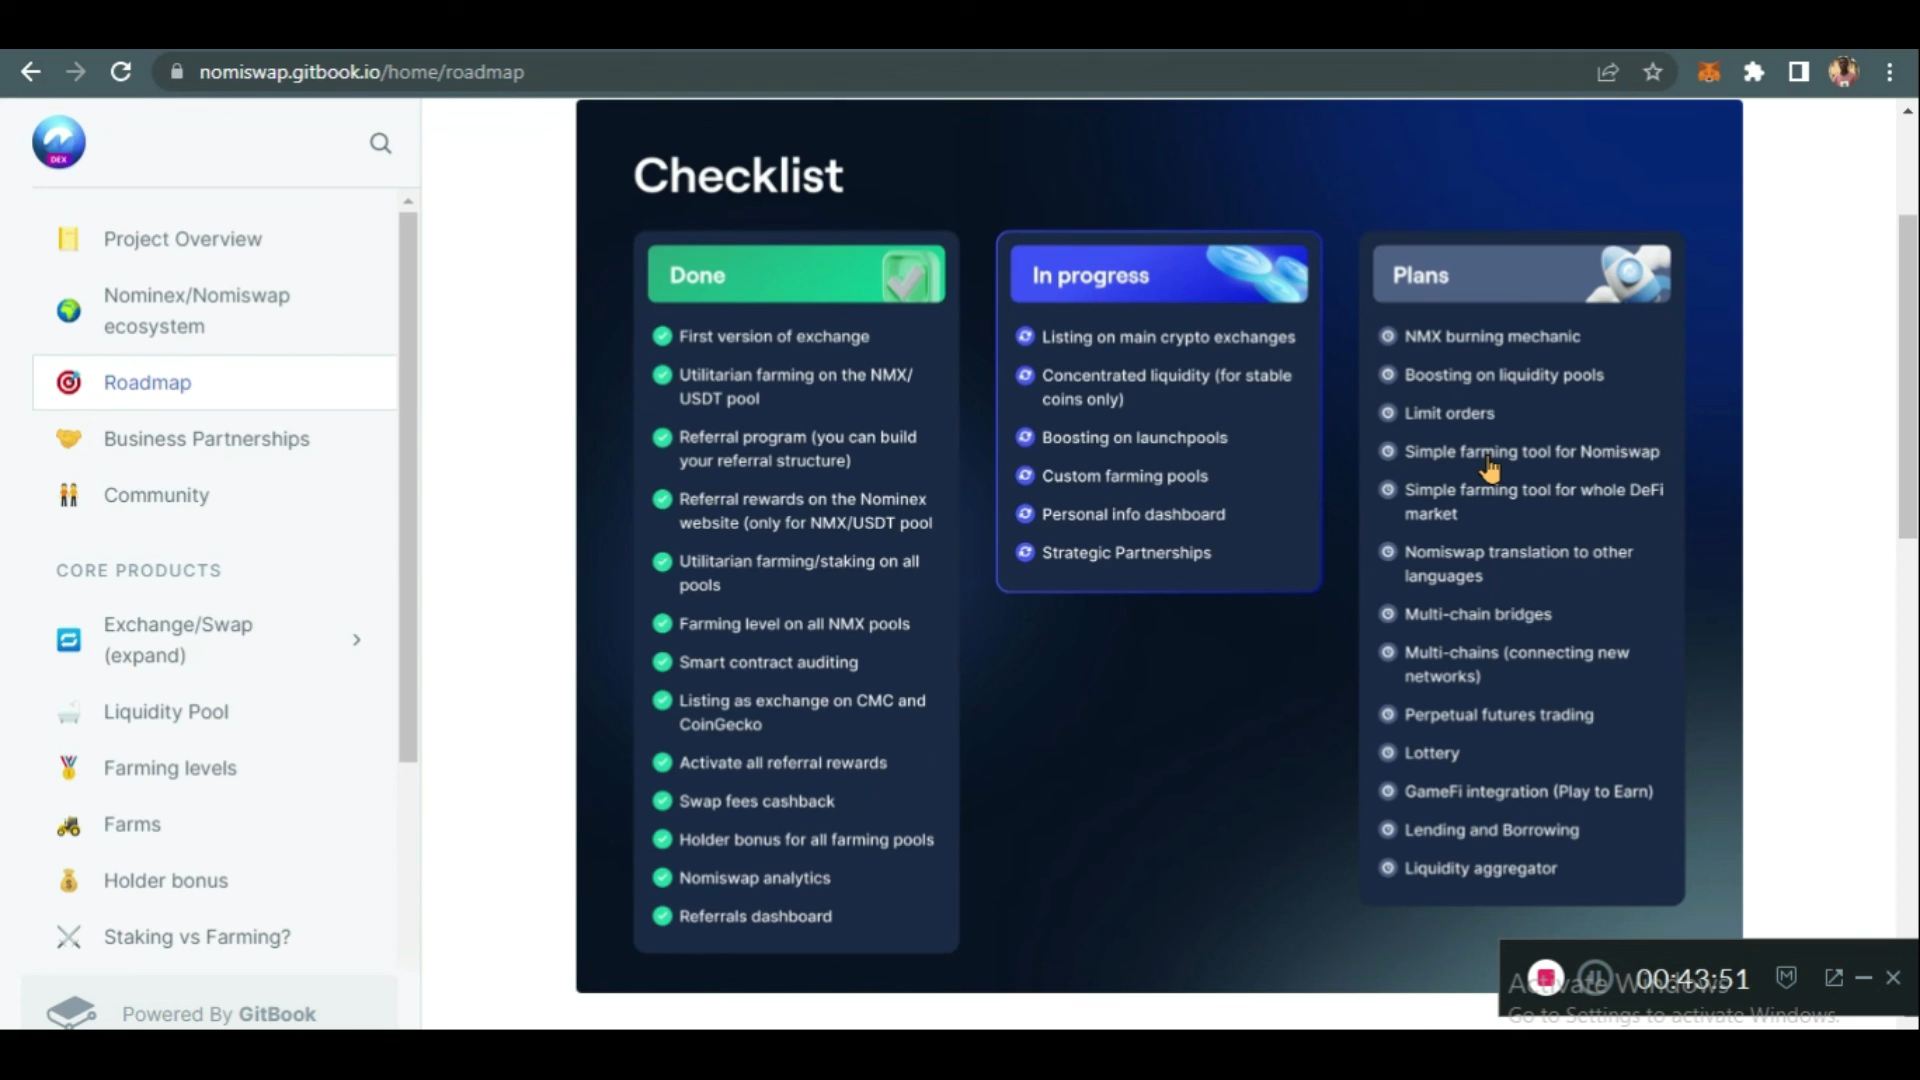 nomiswap.gitbook.io/home/roadmap
DEX
Project Overview
Nominex/Nomiswap
ecosystem
Roadmap
Business Partnerships
Community
CORE PRODUCTS
Exchange/Swap
(expand)
Liquidity Pool
Farming levels
Farms
Holder bonus
Staking vs Farming?
Powered By GitBook
Checklist
Done
First version of exchange
Utilitarian farming on the NMX/
USDT pool
Referral program (you can build
your referral structure)
Referral rewards on the Nominex
website (only for NMX/USDT pool
Utilitarian farming/staking on all
pools
Farming level on all NMX pools
Smart contract auditing
Listing as exchange on CMC and
CoinGecko
Activate all referral rewards
Swap fees cashback
Holder bonus for all farming pools
Nomiswap analytics
Referrals dashboard
In progress
Listing on main crypto exchanges
Concentrated liquidity (for stable
coins only)
Boosting on launchpools
Custom farming pools
Personal info dashboard
Strategic Partnerships
Plans
NMX burning mechanic
Boosting on liquidity pools
Limit orders
Simple farming tool for Nomiswap
Simple farming tool for whole DeFi
market
Nomiswap translation to other
languages
Multi-chain bridges
Multi-chains (connecting new
networks)
Perpetual futures trading
Lottery
GameFi integration (Play to Earn)
Lending and Borrowing
Liquidity aggregator
00:43:51
Activate Windows
Go to Settings to activate Windows.